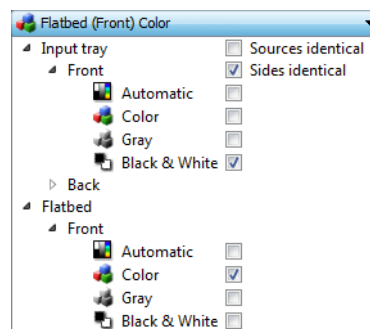 Flatbed (Front) Color
Input tray Sources identical
Front Sides identical
Automatic
Color
Gray
Black & White
Back
Flatbed
Front
Automatic
Color
Gray
Black & White